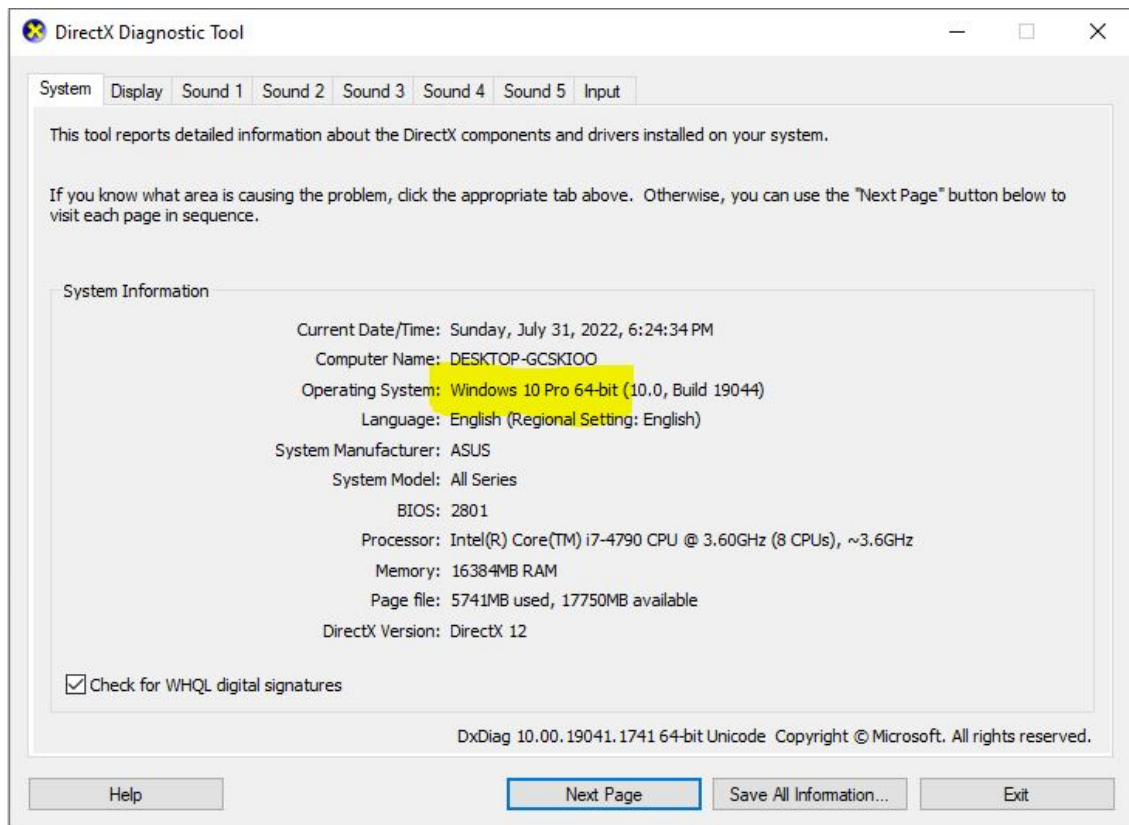 DirectX Diagnostic Tool
System Display Sound 1 Sound 2 Sound 3 Sound 4 Sound 5 Input
This tool reports detailed information about the DirectX components and drivers installed on your system.
If you know what area is causing the problem, click the appropriate tab above. Otherwise, you can use the "Next Page" button below to
visit each page in sequence.
System Information
Current Date/Time: Sunday, July 31, 2022, 6:24:34 PM
Computer Name: DESKTOP-GCSKIOO
Operating System: Windows 10 Pro 64-bit (10.0, Build 19044)
Language: English (Regional Setting: English)
System Manufacturer: ASUS
System Model: All Series
BIOS: 2801
Processor: Intel(R) Core(TM) i7-4790 CPU @ 3.60GHz (8 CPUs), ~3.6GHz
Memory: 16384MB RAM
Page file: 5741MB used, 17750MB available
DirectX Version: DirectX 12
Check for WHQL digital signatures
DxDiag 10.00.19041.1741 64-bit Unicode Copyright © Microsoft. All rights reserved.
Help Next Page Save All Information... Exit